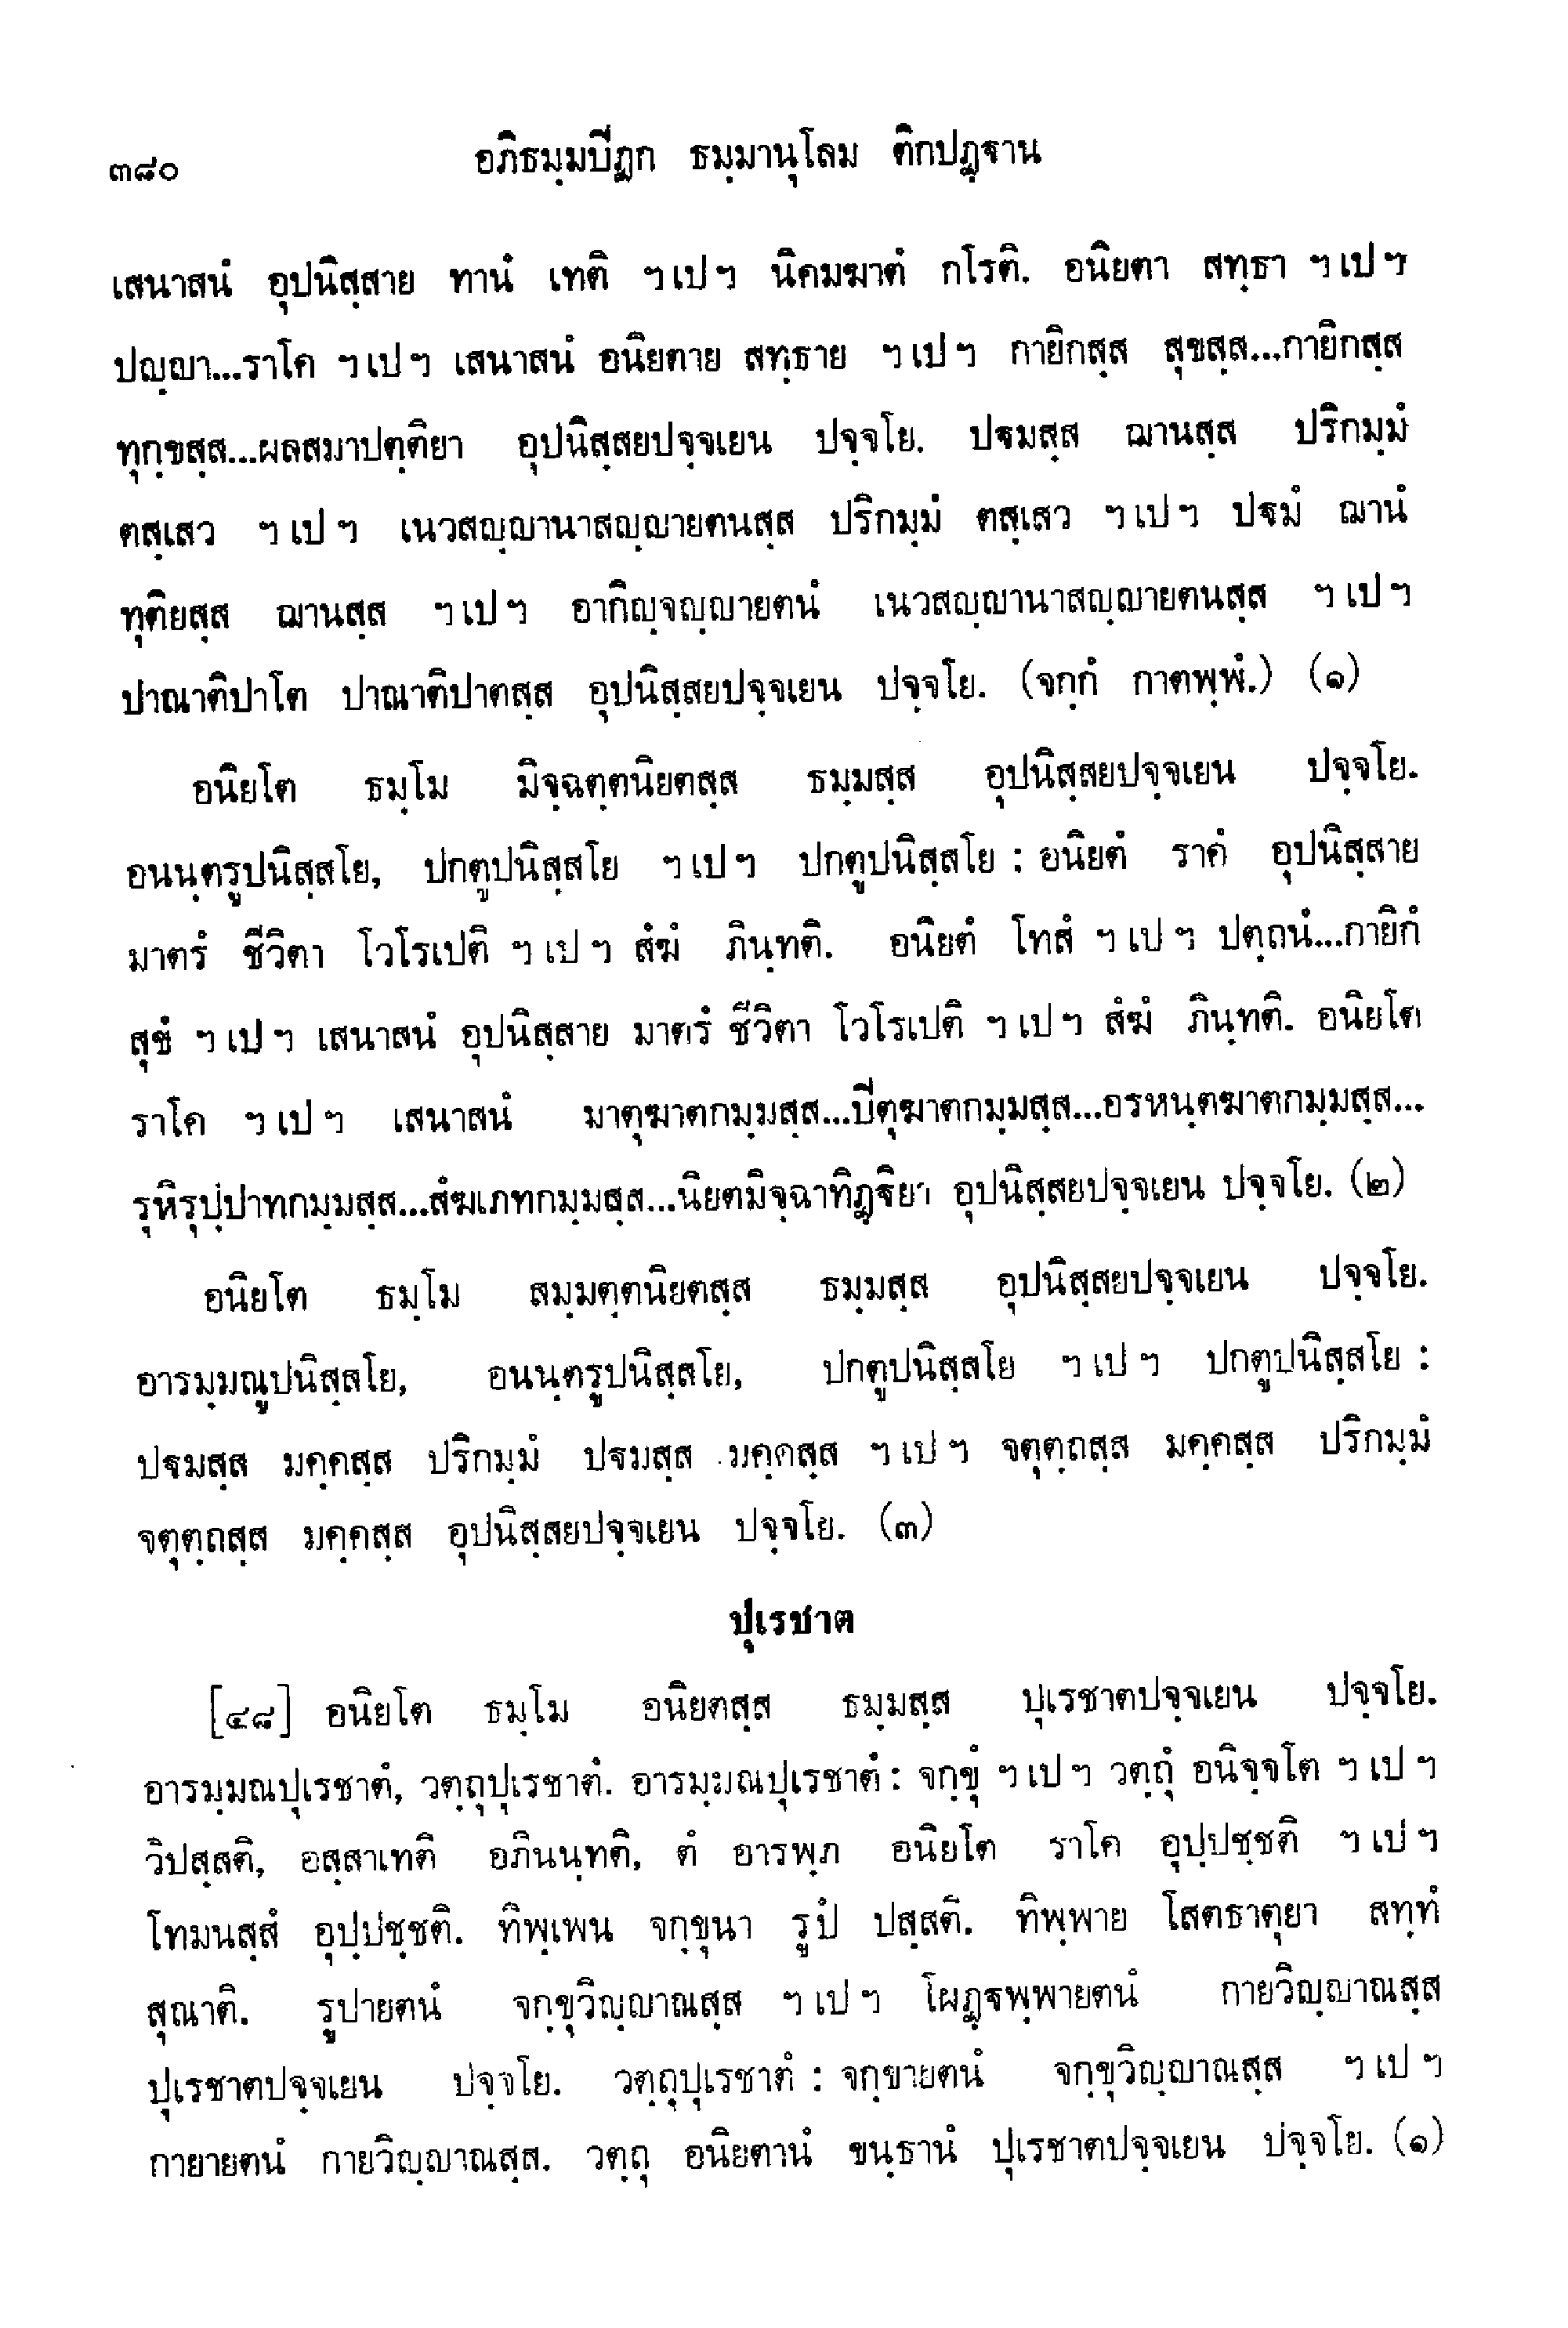 ๓๘๐ อภิธมฺมปิฏก ธมฺมานุโลม ติกปฏฺฐาน
เสนาสนํ อุปนิสฺสาย ทานํ เทติ ฯ เป ฯ นิคมฆาตํ กโรติ. อนิยตา สทฺธา ฯ เป ฯ
ปญฺญา...ราโค ฯ เป ฯ เสนาสนํ อนิยตาย สทฺธาย ฯ เป ฯ กายิกสฺส สุขสฺส...กายิกสฺส
ทุกฺขสฺส...ผลสมาปตฺติยา อุปนิสฺสยปจฺจเยน ปจฺจโย. ปฐมสฺส ฌานสฺส ปริกมฺมํ
ตสฺเสว ฯ เป ฯ เนวสญฺญานาสญฺญายตนสฺส ปริกมฺมํ ตสฺเสว ฯ เป ฯ ปฐมํ ฌานํ
ทุติยสฺส ฌานสฺส ฯ เป ฯ อากิญฺจญฺญายตนํ เนวสญฺญานาสญฺญายตนสฺส ฯ เป ฯ
ปาณาติปาโต ปาณาติปาตสฺส อุปนิสฺสยปจฺจเยน ปจฺจโย. (จกฺกํ กาตพฺพํ.) (๑)
อนิยโต ธมฺโม มิจฺฉตฺตนิยตสฺส ธมฺมสฺส อุปนิสฺสยปจฺจเยน ปจฺจโย.
อนนฺตรูปนิสฺสโย, ปกตูปนิสฺสโย ฯ เป ฯ ปกตูปนิสฺสโย : อนิยตํ ราคํ อุปนิสฺสาย
มาตรํ ชีวิตา โวโรเปติ ฯ เป ฯ สํฆํ ภินฺทติ. อนิยตํ โทสํ ฯ เป ฯ ปตฺถนํ...กายิกํ
สุขํ ฯ เป ฯ เสนาสนํ อุปนิสฺสาย มาตรํ ชีวิตา โวโรเปติ ฯ เป ฯ สํฆํ ภินฺทติ. อนิยโต
ราโค ฯ เป ฯ เสนาสนํ มาตุฆาตกมฺมสฺส...ปิตุฆาตกมฺมสฺส...อรหนฺตฆาตกมฺมสฺส...
รุหิรุปฺปาทกมฺมสฺส...สํฆเภทกมฺมสฺส...นิยตมิจฺฉาทิฏฺฐิยา อุปนิสฺสยปจฺจเยน ปจฺจโย. (๒)
อนิยโต ธมฺโม สมฺมตฺตนิยตสฺส ธมฺมสฺส อุปนิสฺสยปจฺจเยน ปจฺจโย.
อารมฺมณูปนิสฺสโย, อนนฺตรูปนิสฺสโย, ปกตูปนิสฺสโย ฯ เป ฯ ปกตูปนิสฺสโย :
ปฐมสฺส มคฺคสฺส ปริกมฺมํ ปฐมสฺส มคฺคสฺส ฯ เป ฯ จตุตฺถสฺส มคฺคสฺส ปริกมฺมํ
จตุตฺถสฺส มคฺคสฺส อุปนิสฺสยปจฺจเยน ปจฺจโย. (๓)
ปุเรชาต
[๔๘] อนิยโต ธมฺโม อนิยตสฺส ธมฺมสฺส ปุเรชาตปจฺจเยน ปจฺจโย.
อารมฺมณปุเรชาตํ, วตฺถุปุเรชาตํ. อารมฺมณปุเรชาตํ : จกฺขุํ ฯ เป ฯ วตฺถุํ อนิจฺจโต ฯ เป ฯ
วิปสฺสติ, อสฺสาเทติ อภินนฺทติ, ตํ อารพฺภ อนิยโต ราโค อุปฺปชฺชติ ฯ เป ฯ
โทมนสฺสํ อุปฺปชฺชติ. ทิพฺเพน จกฺขุนา รูปํ ปสฺสติ. ทิพฺพาย โสตธาตุยา สทฺทํ
สุณาติ. รูปายตนํ จกฺขุวิญฺญาณสฺส ฯ เป ฯ โผฏฺฐพฺพายตนํ กายวิญฺญาณสฺส
ปุเรชาตปจฺจเยน ปจฺจโย. วตฺถุปุเรชาตํ : จกฺขายตนํ จกฺขุวิญฺญาณสฺส ฯ เป ฯ
กายายตนํ กายวิญฺญาณสฺส. วตฺถุ อนิยตานํ ขนฺธานํ ปุเรชาตปจฺจเยน ปจฺจโย. (๑)